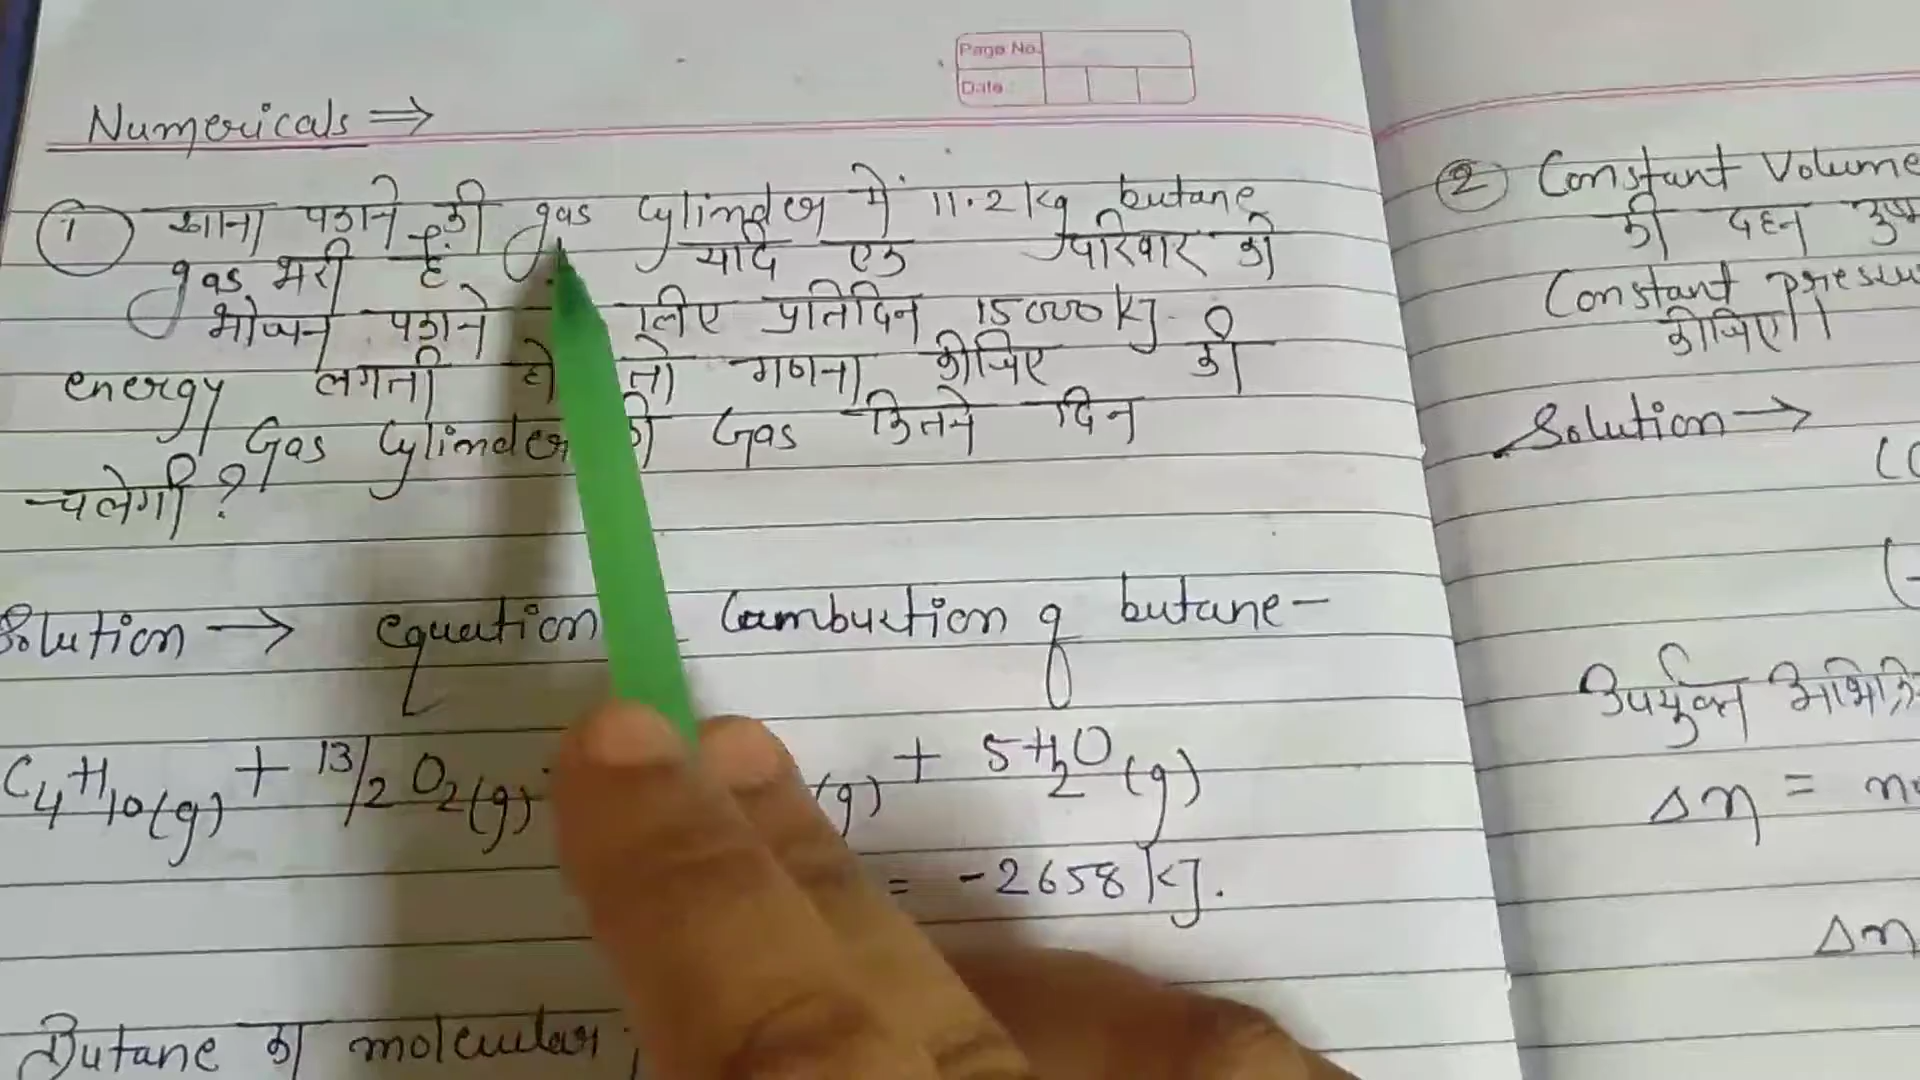 Page No.
Date
Numericals ⇒
① खाना पकाने की gas cylinder में 11.2 kg butane
gas भरी है यदि एक परिवार को
भोजन पकाने लिए प्रतिदिन 15000 kJ
energy लगती हो तो गणना कीजिए की
Gas Cylinder की Gas कितने दिन
चलेगी ?
Solution → equation Combustion of butane -
C4H10(g) + 13/2 O2(g) (g) + 5H2O (g)
= -2658 kJ.
Butane का molecular
② Constant Volume
की दहन
Constant
कीजिए।
Solution →
उपर्युक्त
Δn =
Δn